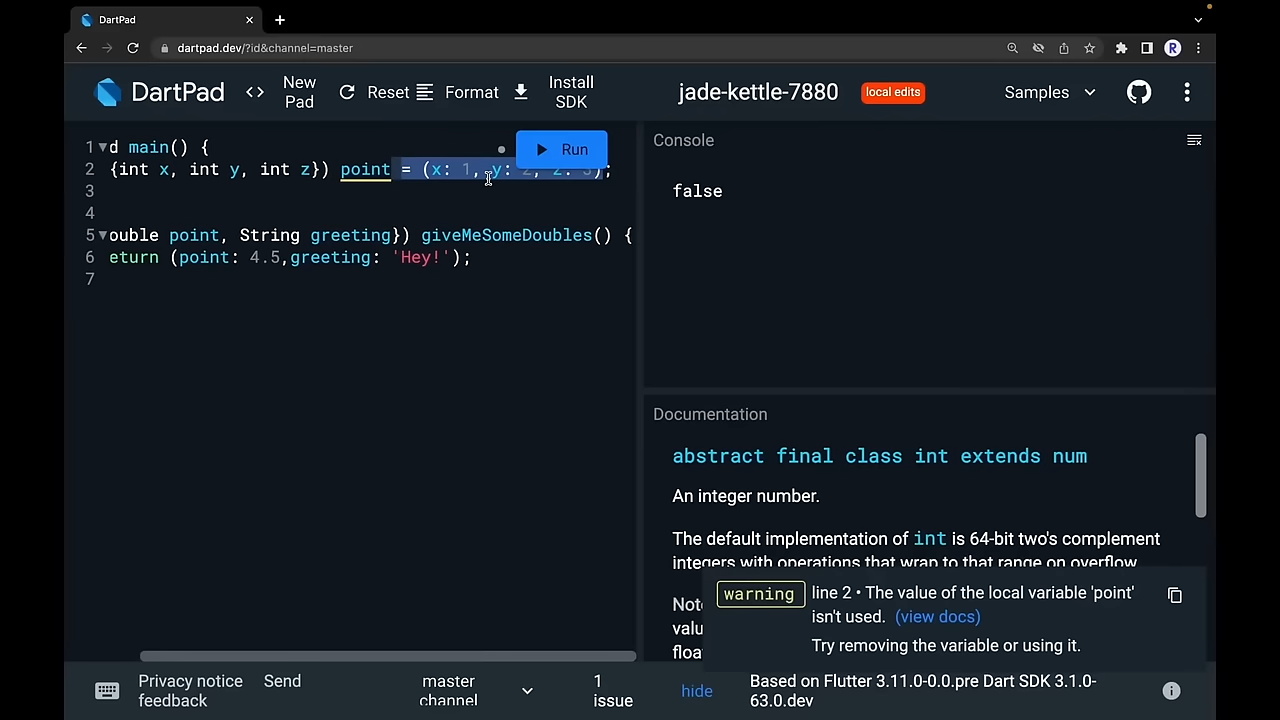 DartPad
dartpad.dev/?id&channel=master
R
DartPad
New Pad
Reset
Format
Install SDK
jade-kettle-7880
local edits
Samples
1 d main() {
2 {int x, int y, int z}) point = (x: 1, y: 2, z: 3);
3
4
5 ouble point, String greeting}) giveMeSomeDoubles() {
6 eturn (point: 4.5,greeting: 'Hey!');
7
Run
Console
false
Documentation
abstract final class int extends num
An integer number.
The default implementation of int is 64-bit two's complement
integers with operations that wrap to that range on overflow
Note
valu
floa
warning
line 2 • The value of the local variable 'point'
isn't used. (view docs)
Try removing the variable or using it.
Privacy notice
feedback
Send
master
channel
1
issue
hide
Based on Flutter 3.11.0-0.0.pre Dart SDK 3.1.0-
63.0.dev